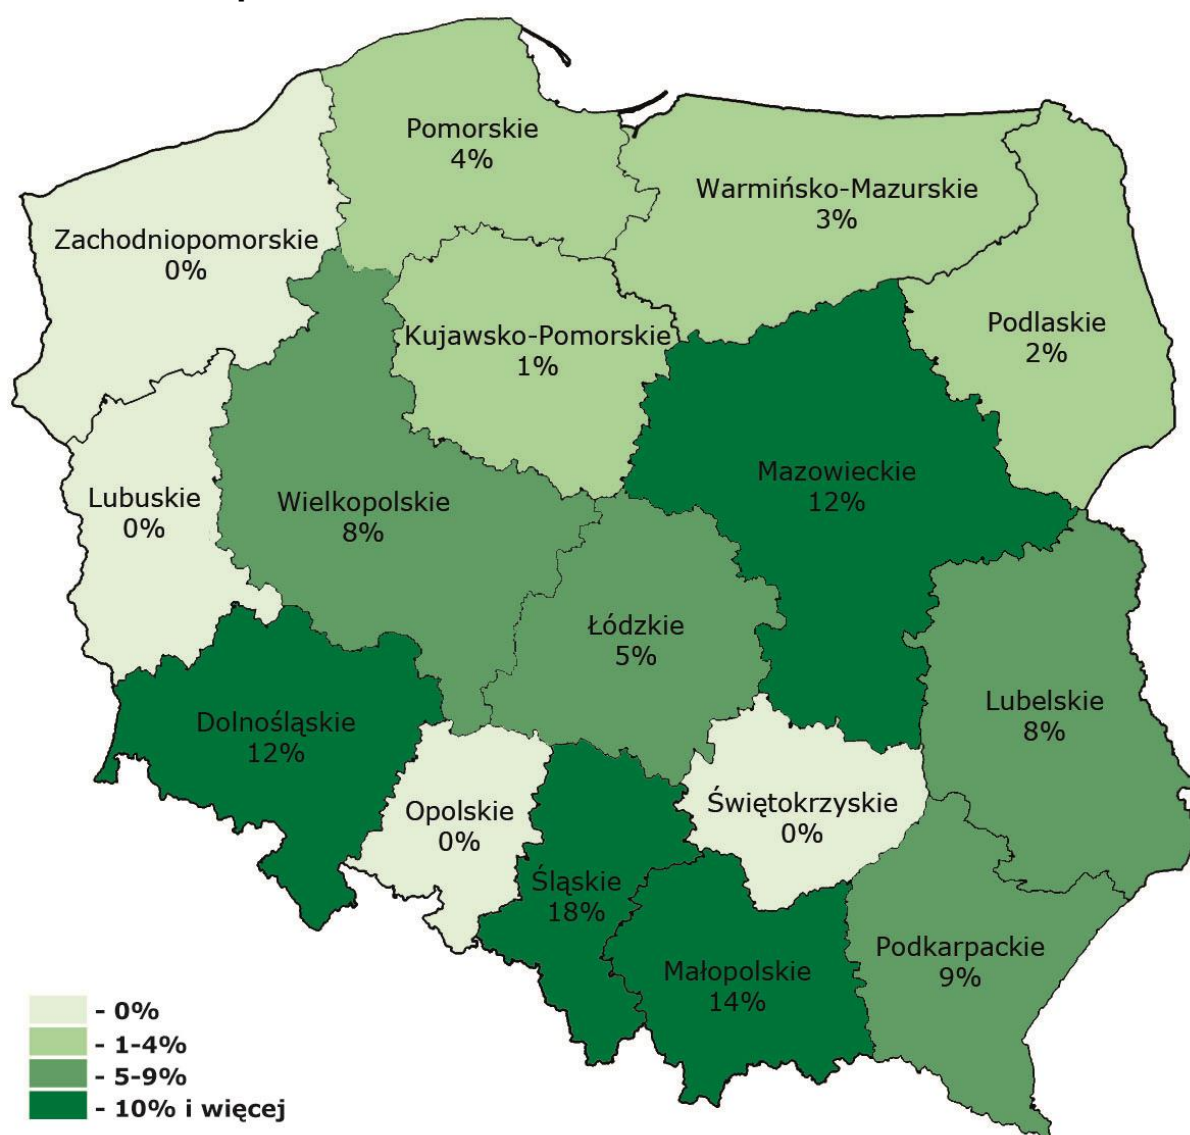 Pomorskie
4%
Warmińsko-Mazurskie
3%
Zachodniopomorskie
0%
Kujawsko-Pomorskie
1%
Podlaskie
2%
Mazowieckie
12%
Lubuskie
0%
Wielkopolskie
8%
Łódzkie
5%
Lubelskie
8%
Dolnośląskie
12%
Opolskie
0%
Świętokrzyskie
0%
Śląskie
18%
Małopolskie
14%
Podkarpackie
9%
- 0%
- 1-4%
- 5-9%
- 10% i więcej